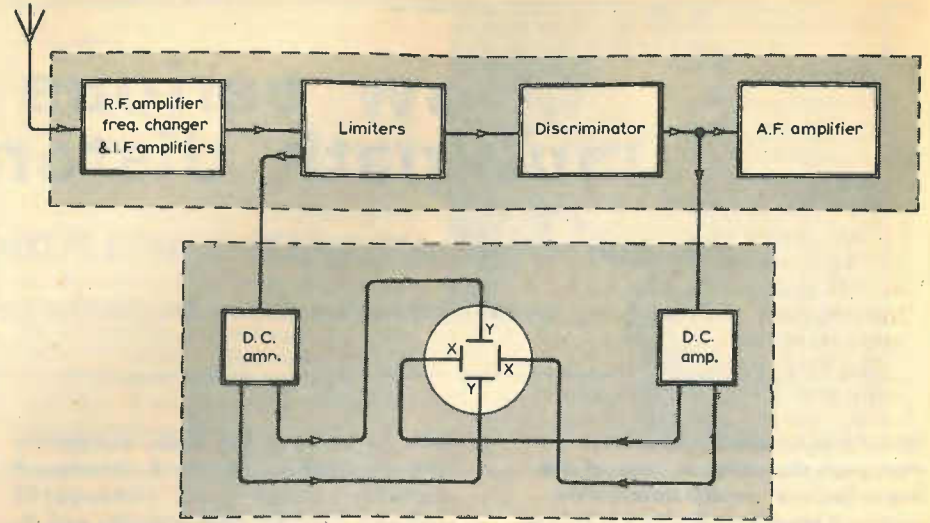 R.F. amplifier
freq. changer
& I.F. amplifiers
Limiters
Discriminator
A.F. amplifier
D.C.
amp.
Y
X
X
Y
D.C.
amp.